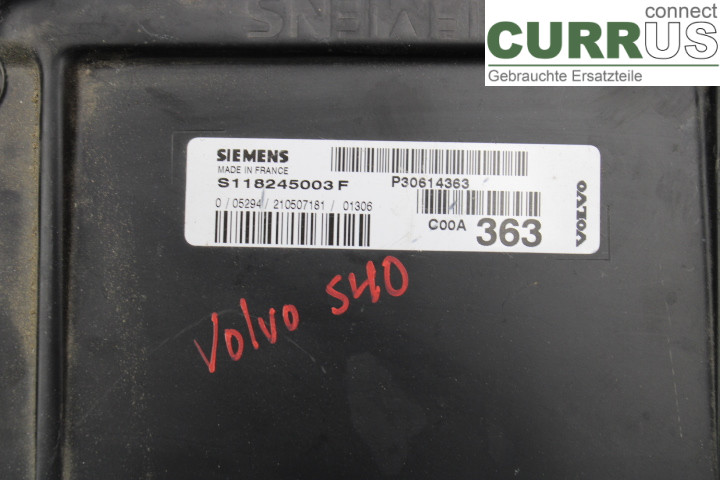 SIEMENS
connect
CURRUS
Gebrauchte Ersatzteile
SIEMENS
MADE IN FRANCE
S118245003 F
P30614363
0 / 05294 / 210507181 / 01306
C00A 363
VOLVO
Volvo S40